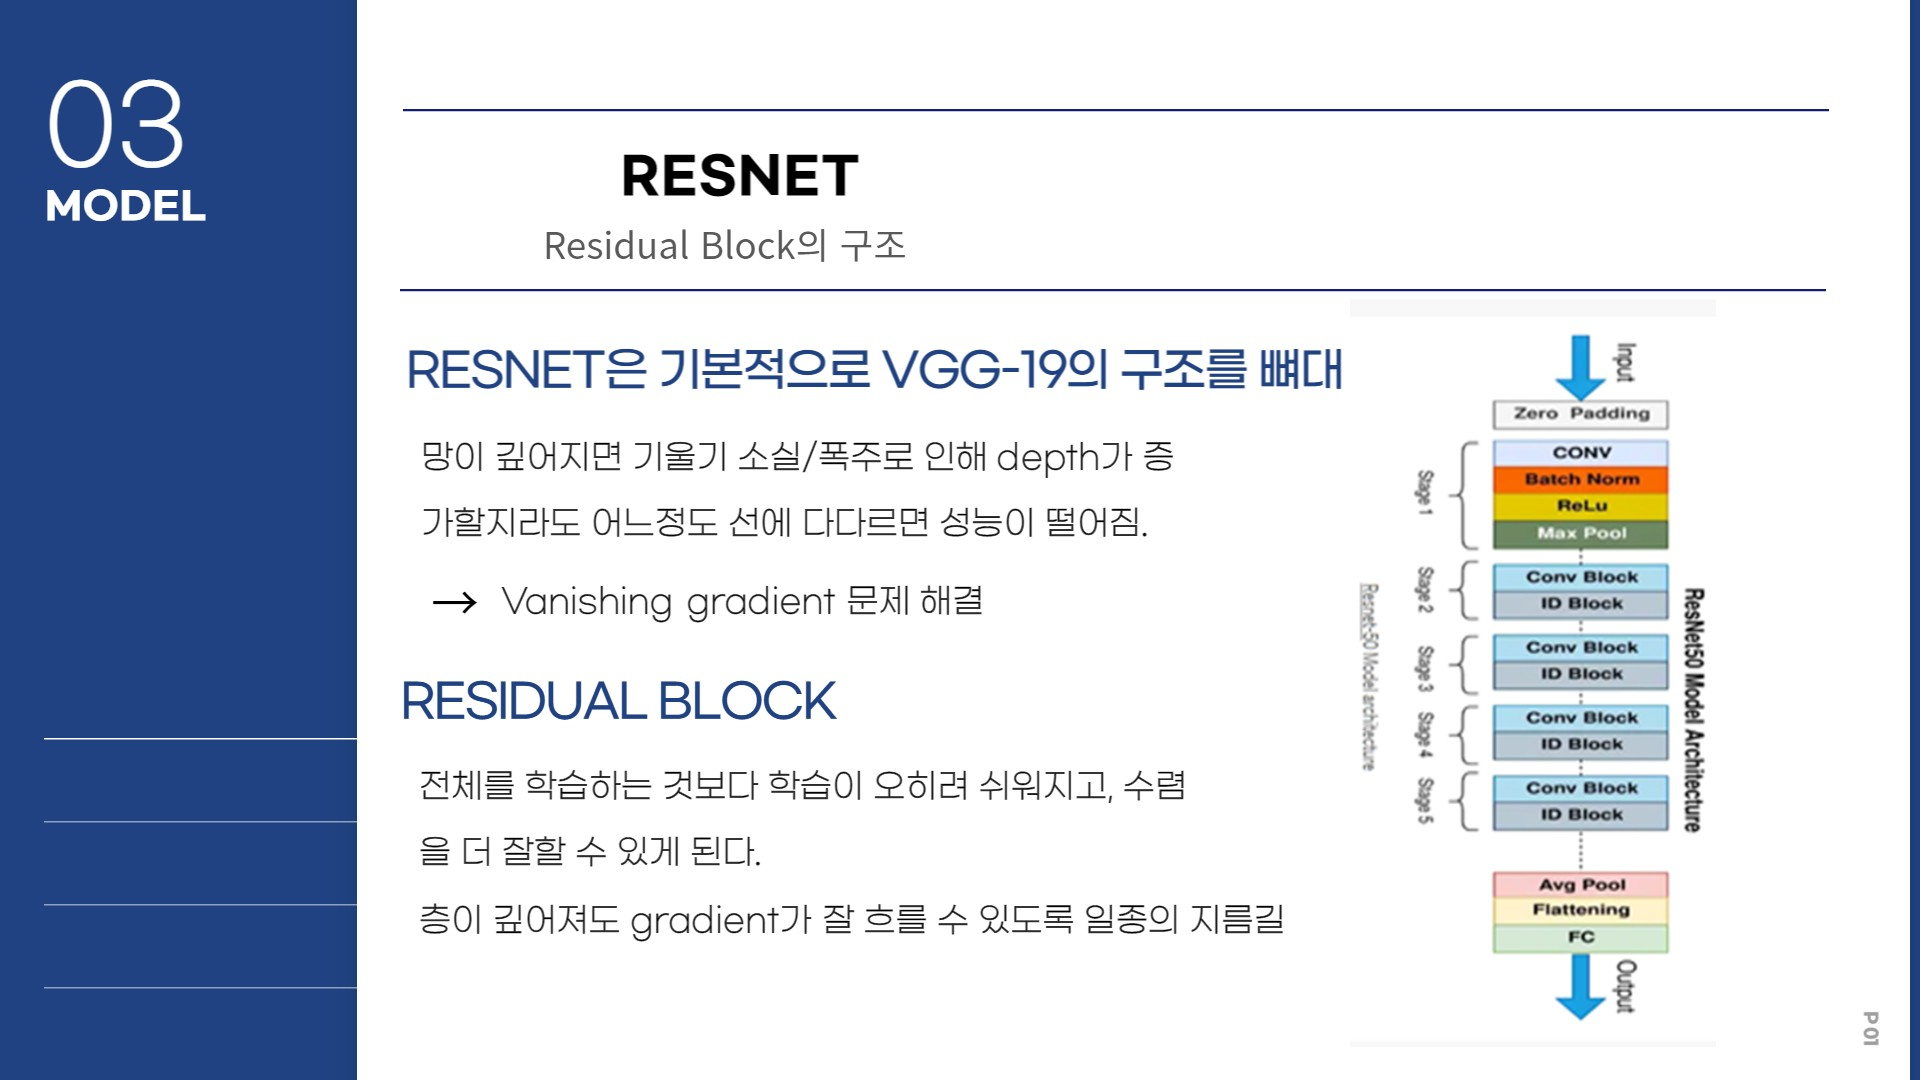 03
MODEL
RESNET
Residual Block의 구조
RESNET은 기본적으로 VGG-19의 구조를 뼈대
망이 깊어지면 기울기 소실/폭주로 인해 depth가 증
가할지라도 어느정도 선에 다다르면 성능이 떨어짐.
→ Vanishing gradient 문제 해결
RESIDUAL BLOCK
전체를 학습하는 것보다 학습이 오히려 쉬워지고, 수렴
을 더 잘할 수 있게 된다.
층이 깊어져도 gradient가 잘 흐를 수 있도록 일종의 지름길
Input
Zero Padding
Stage 1
CONV
Batch Norm
ReLu
Max Pool
Stage 2
Conv Block
ID Block
Stage 3
Conv Block
ID Block
Stage 4
Conv Block
ID Block
Stage 5
Conv Block
ID Block
Avg Pool
Flattening
FC
Output
ResNet50 Model Architecture
Resnet-50 Model architecture
P 01